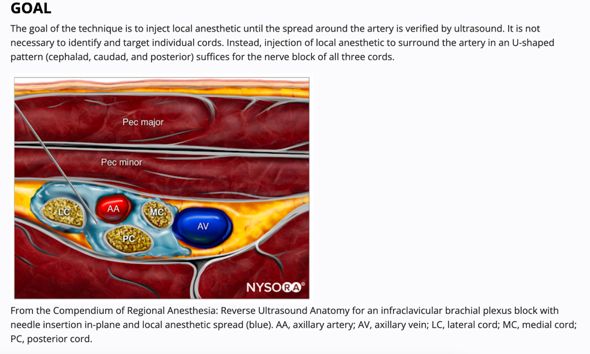 GOAL
The goal of the technique is to inject local anesthetic until the spread around the artery is verified by ultrasound. It is not
necessary to identify and target individual cords. Instead, injection of local anesthetic to surround the artery in an U-shaped
pattern (cephalad, caudad, and posterior) suffices for the nerve block of all three cords.
Pec major
Pec minor
LC
AA
MC
PC
AV
NYSORA®
From the Compendium of Regional Anesthesia: Reverse Ultrasound Anatomy for an infraclavicular brachial plexus block with
needle insertion in-plane and local anesthetic spread (blue). AA, axillary artery; AV, axillary vein; LC, lateral cord; MC, medial cord;
PC, posterior cord.